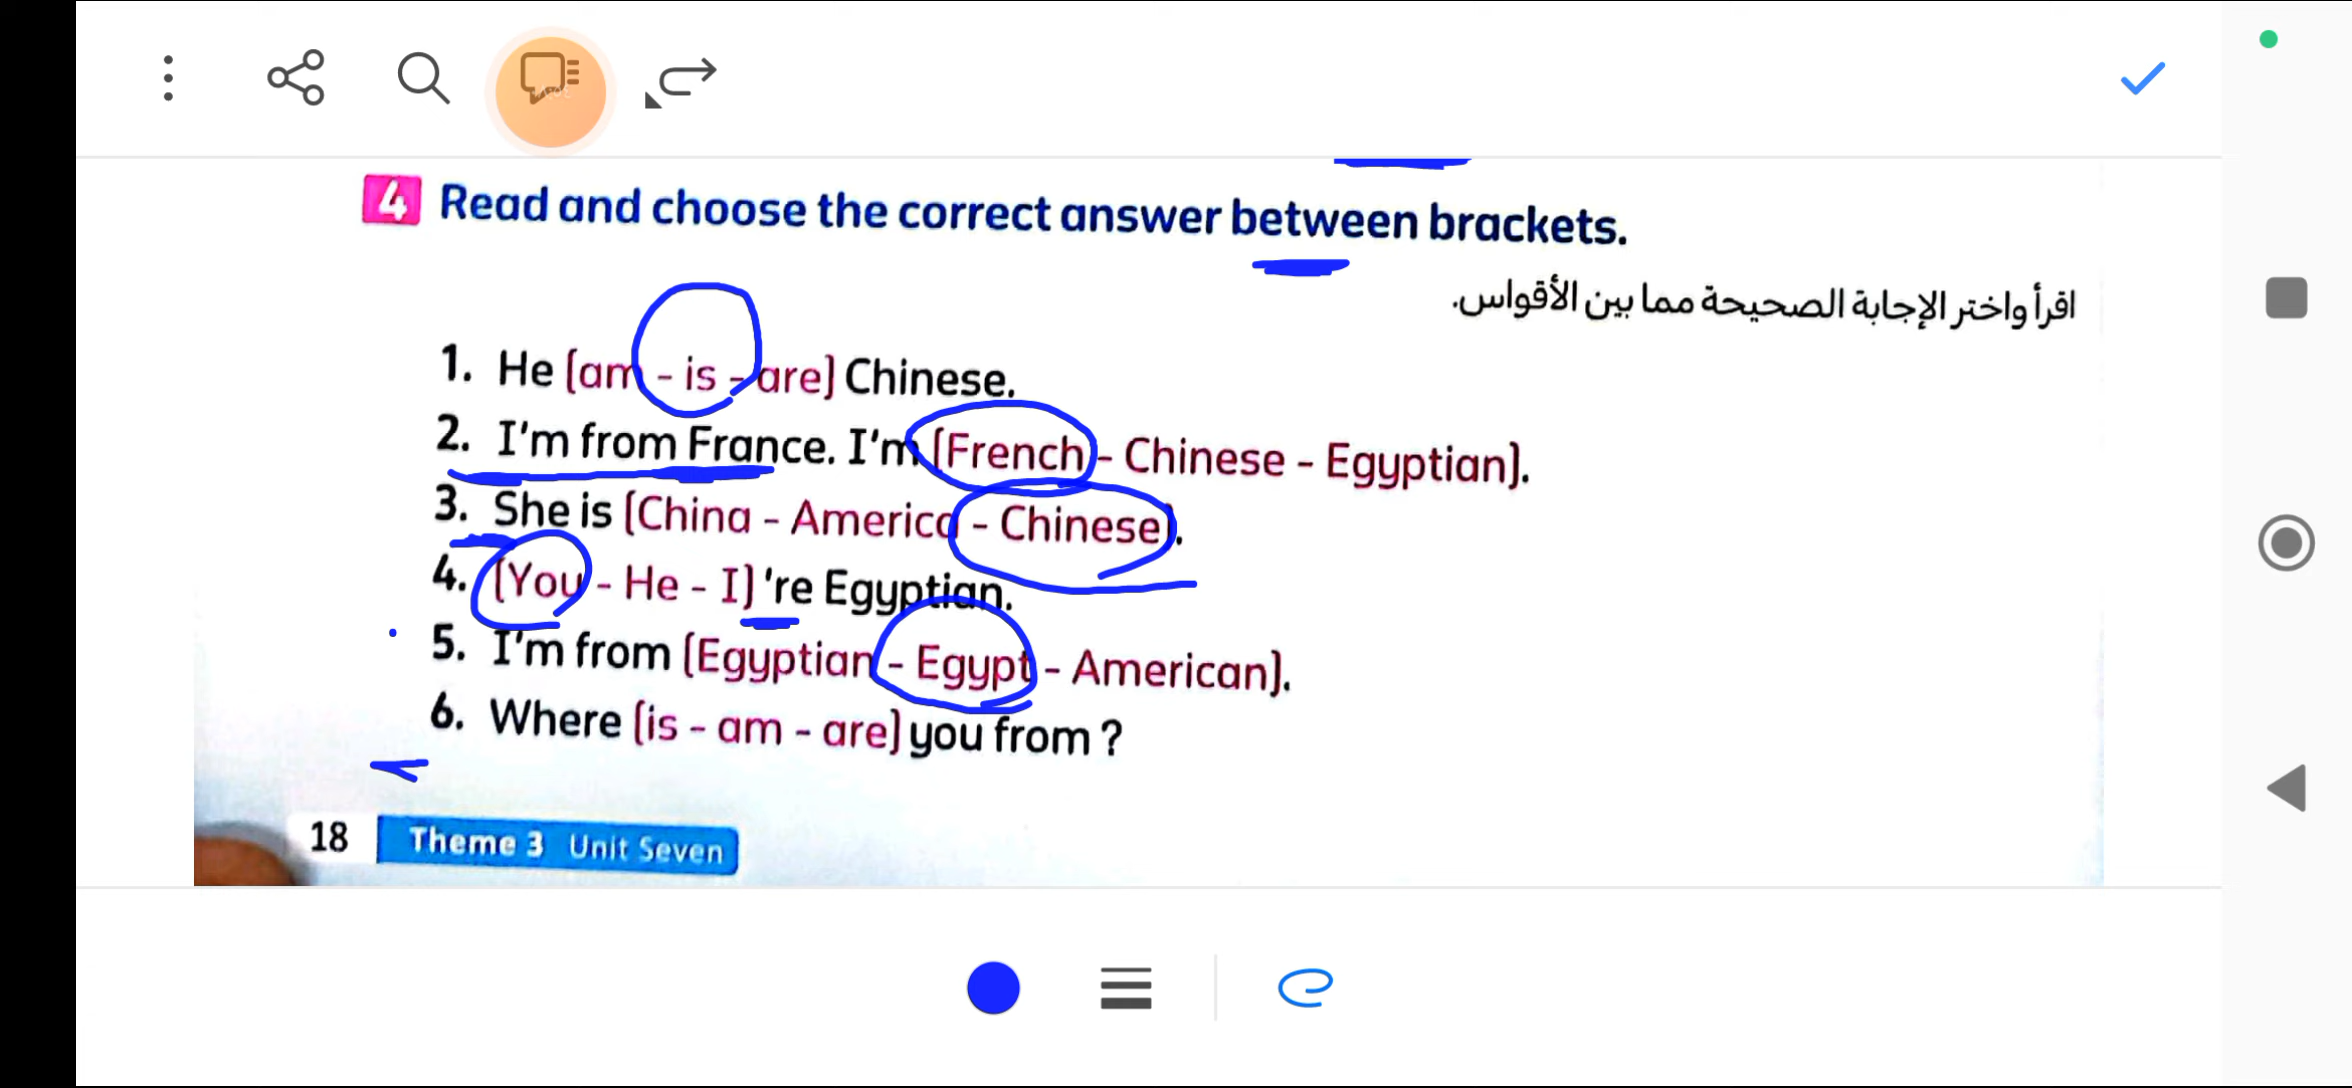 4 Read and choose the correct answer between brackets.
اقرأ واختر الإجابة الصحيحة مما بين الأقواس.
1. He (am - is - are) Chinese.
2. I'm from France. I'm (French - Chinese - Egyptian).
3. She is (China - America - Chinese).
4. (You - He - I) 're Egyptian.
5. I'm from (Egyptian - Egypt - American).
6. Where (is - am - are) you from ?
18 Theme 3 Unit Seven